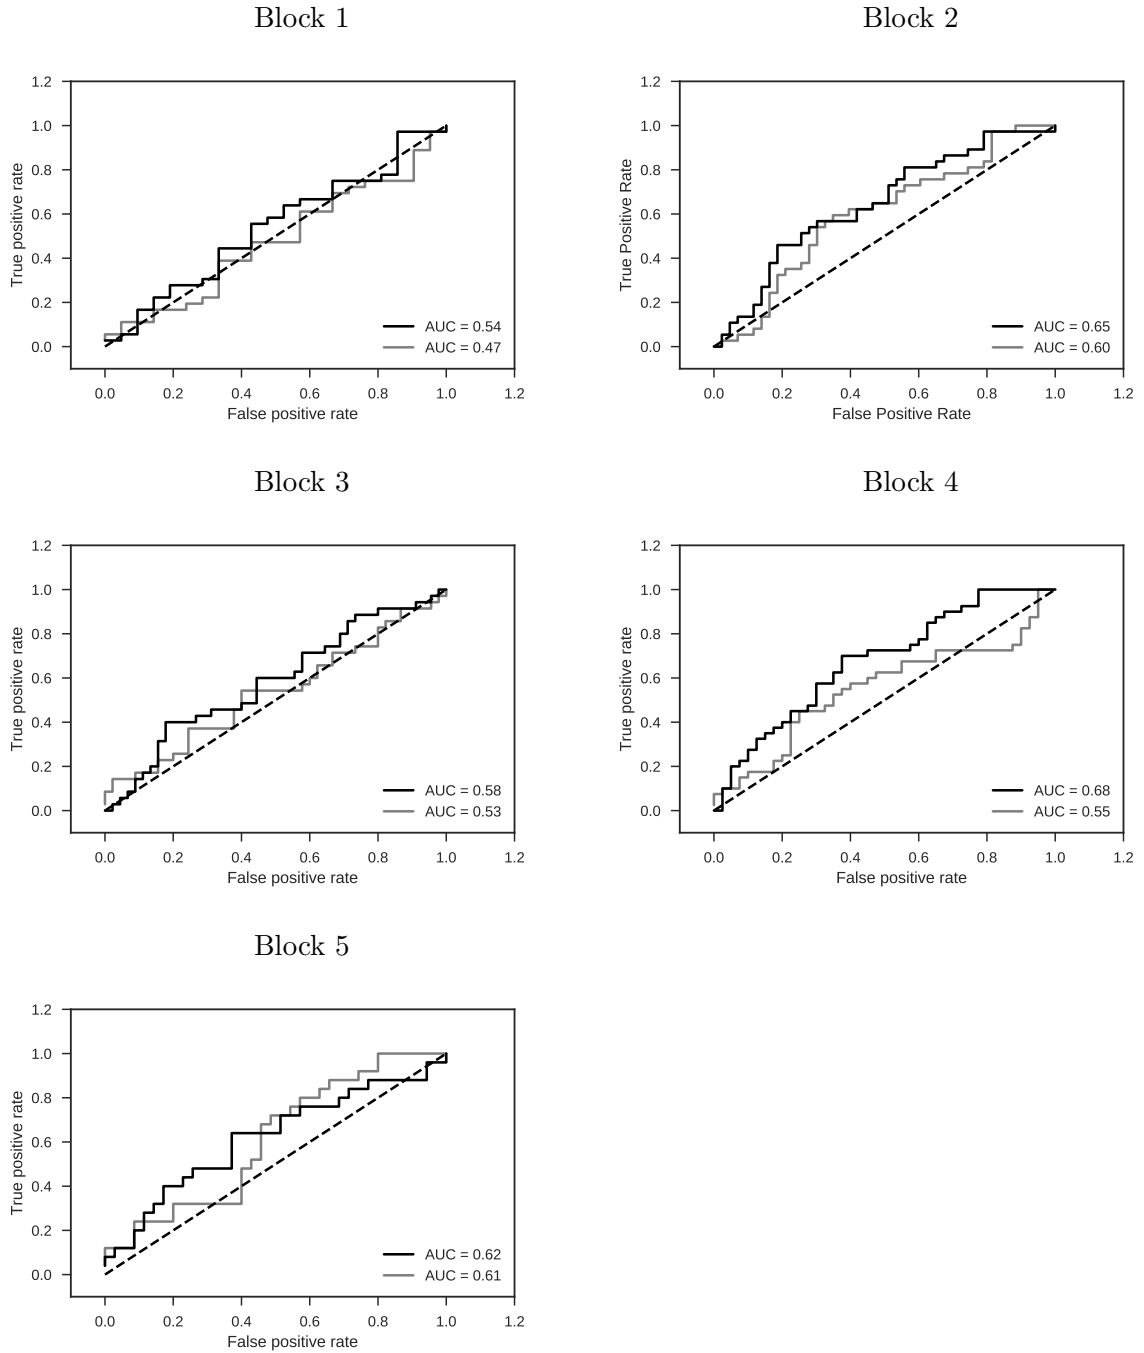 Block 1
1.2
1.0
0.8
0.6
0.4
0.2
0.0
True positive rate
AUC = 0.54
AUC = 0.47
0.0 0.2 0.4 0.6 0.8 1.0 1.2
False positive rate
Block 2
1.2
1.0
0.8
0.6
0.4
0.2
0.0
True Positive Rate
AUC = 0.65
AUC = 0.60
0.0 0.2 0.4 0.6 0.8 1.0 1.2
False Positive Rate
Block 3
1.2
1.0
0.8
0.6
0.4
0.2
0.0
True positive rate
AUC = 0.58
AUC = 0.53
0.0 0.2 0.4 0.6 0.8 1.0 1.2
False positive rate
Block 4
1.2
1.0
0.8
0.6
0.4
0.2
0.0
True positive rate
AUC = 0.68
AUC = 0.55
0.0 0.2 0.4 0.6 0.8 1.0 1.2
False positive rate
Block 5
1.2
1.0
0.8
0.6
0.4
0.2
0.0
True positive rate
AUC = 0.62
AUC = 0.61
0.0 0.2 0.4 0.6 0.8 1.0 1.2
False positive rate